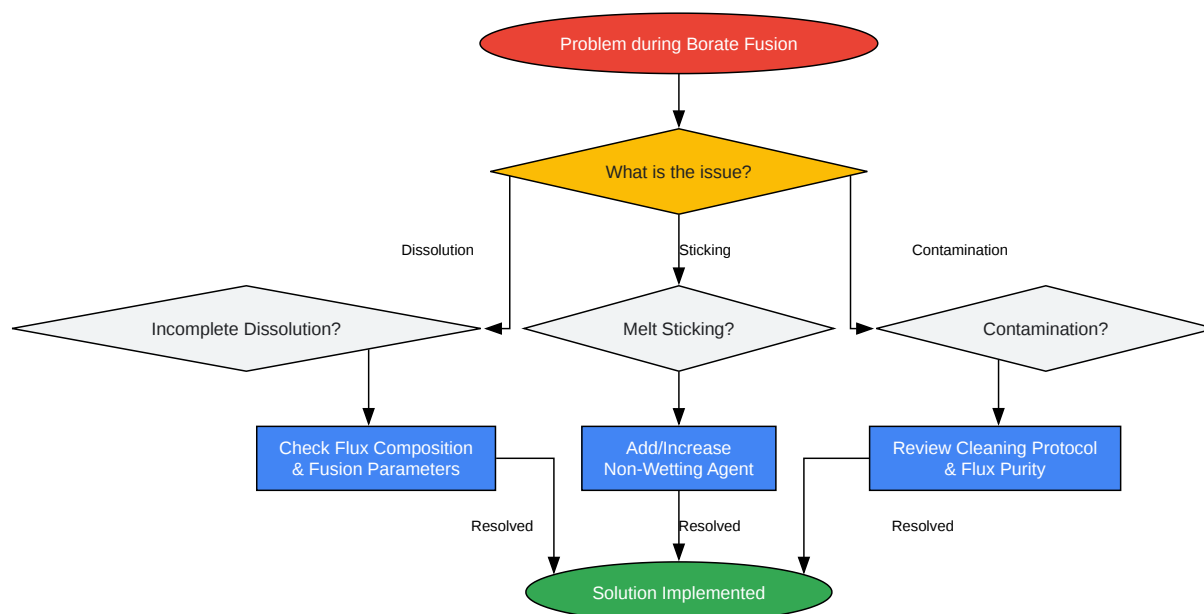 Problem during Borate Fusion
What is the issue?
Dissolution
Sticking
Contamination
Incomplete Dissolution?
Melt Sticking?
Contamination?
Check Flux Composition
& Fusion Parameters
Add/Increase
Non-Wetting Agent
Review Cleaning Protocol
& Flux Purity
Resolved
Resolved
Resolved
Solution Implemented